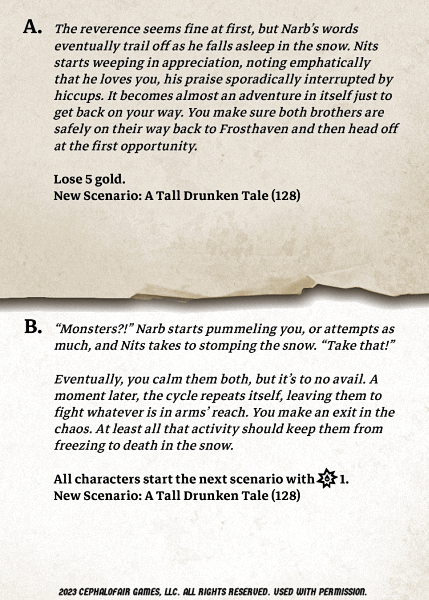 A. The reverence seems fine at first, but Narb's words
eventually trail off as he falls asleep in the snow. Nits
starts weeping in appreciation, noting emphatically
that he loves you, his praise sporadically interrupted by
hiccups. It becomes almost an adventure in itself just to
get back on your way. You make sure both brothers are
safely on their way back to Frosthaven and then head off
at the first opportunity.
Lose 5 gold.
New Scenario: A Tall Drunken Tale (128)
B. “Monsters?!” Narb starts pummeling you, or attempts as
much, and Nits takes to stomping the snow. “Take that!”
Eventually, you calm them both, but it's to no avail. A
moment later, the cycle repeats itself, leaving them to
fight whatever is in arms' reach. You make an exit in the
chaos. At least all that activity should keep them from
freezing to death in the snow.
All characters start the next scenario with 1.
New Scenario: A Tall Drunken Tale (128)
2023 CEPHALOFAIR GAMES, LLC. ALL RIGHTS RESERVED. USED WITH PERMISSION.